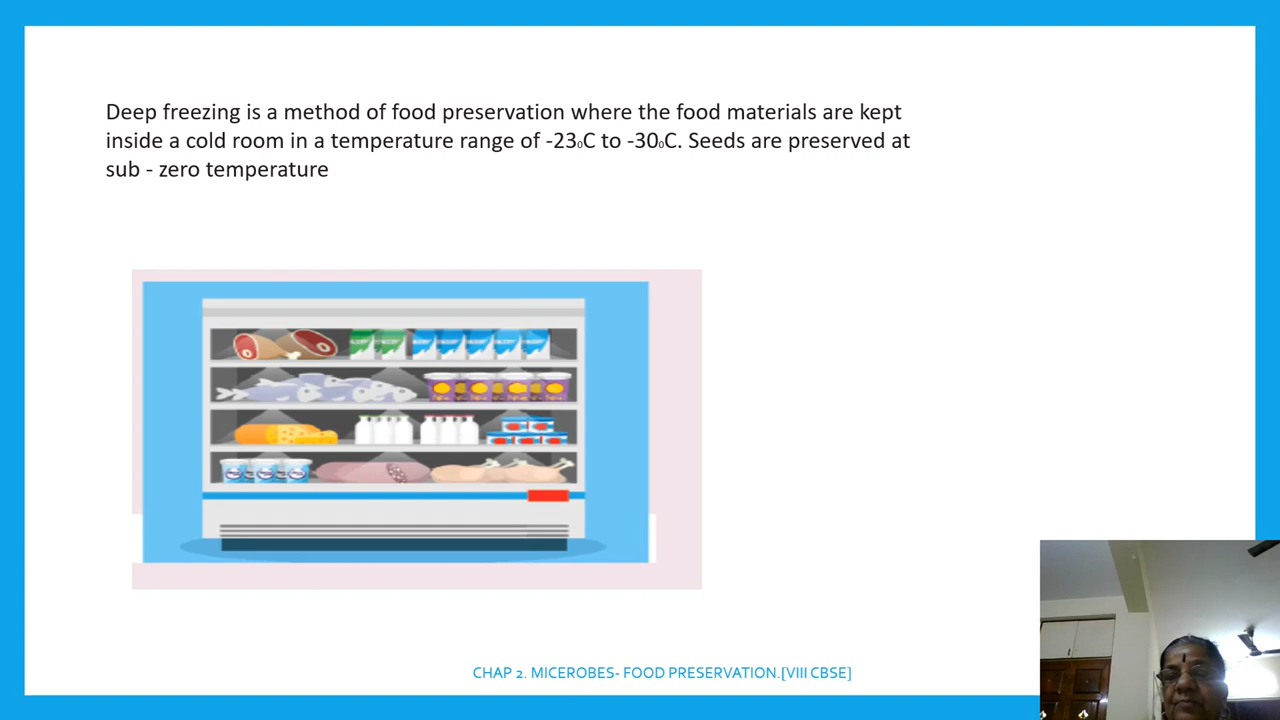 Deep freezing is a method of food preservation where the food materials are kept
inside a cold room in a temperature range of -23₀C to -30₀C. Seeds are preserved at
sub - zero temperature
CHAP 2. MICEROBES- FOOD PRESERVATION.[VIII CBSE]